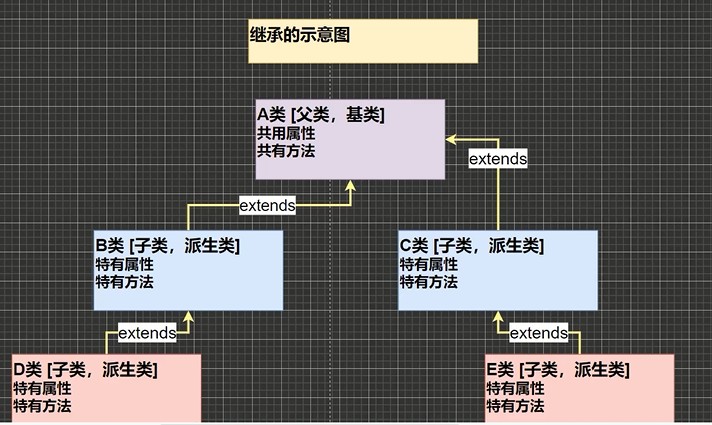 继承的示意图
A类 [父类，基类]
共用属性
共有方法
extends
extends
B类 [子类，派生类]
特有属性
特有方法
C类 [子类，派生类]
特有属性
特有方法
extends
extends
D类 [子类，派生类]
特有属性
特有方法
E类 [子类，派生类]
特有属性
特有方法